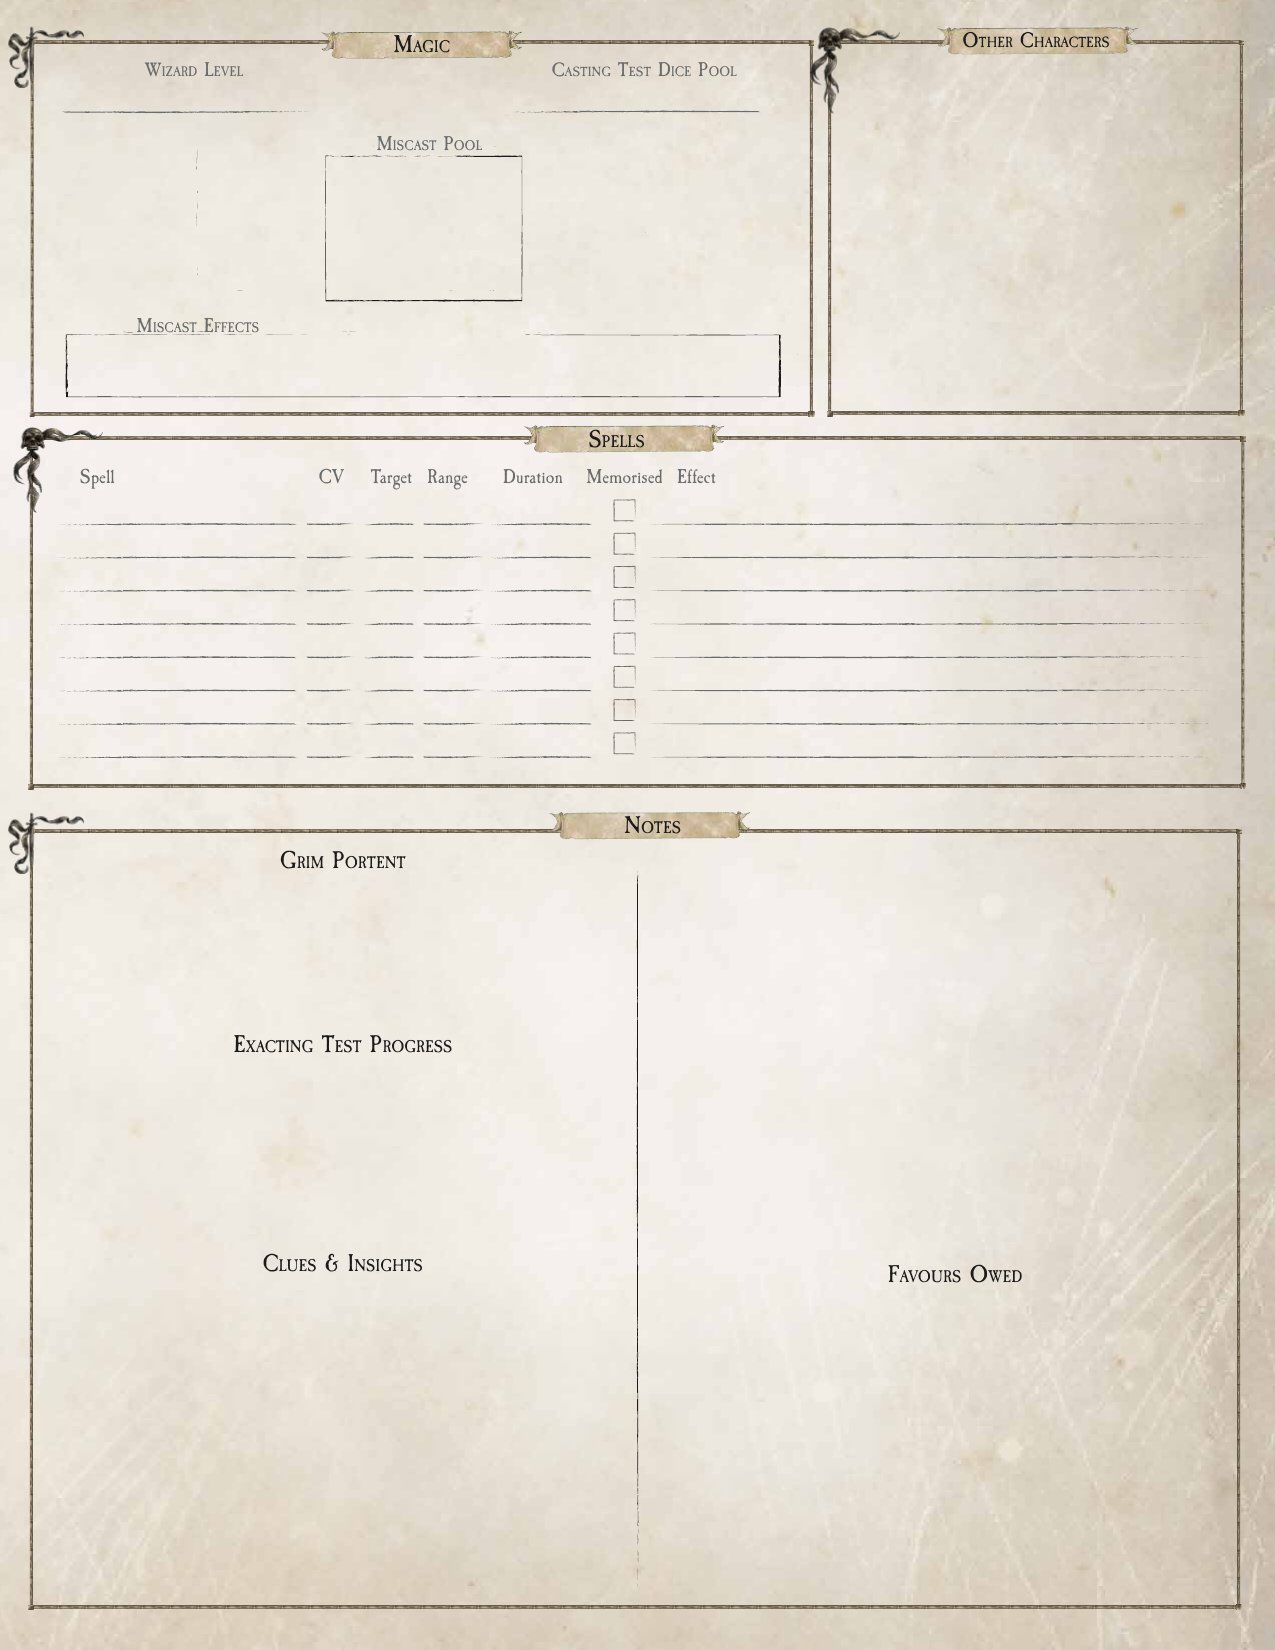 Magic
Wizard Level
Casting Test Dice Pool
Miscast Pool
Miscast Effects
Other Characters
Spells
Spell CV Target Range Duration Memorised Effect
Notes
Grim Portent
Exacting Test Progress
Clues & Insights
Favours Owed